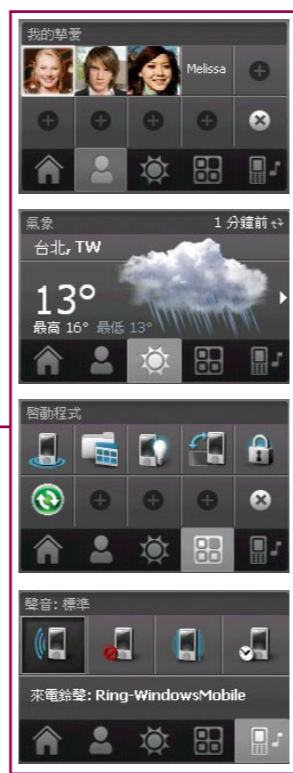 我的摯愛
Melissa
氣象 1 分鐘前
台北, TW
13°
最高 16° 最低 13°
啓動程式
聲音: 標準
來電鈴聲: Ring-WindowsMobile